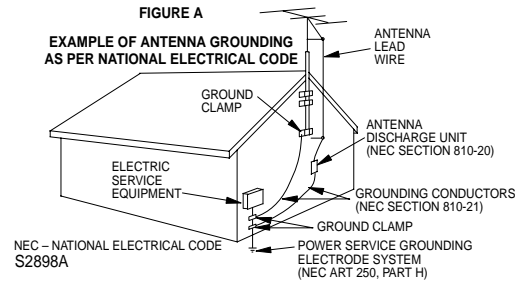 FIGURE A
EXAMPLE OF ANTENNA GROUNDING
AS PER NATIONAL ELECTRICAL CODE
ANTENNA
LEAD
WIRE
GROUND
CLAMP
ANTENNA
DISCHARGE UNIT
(NEC SECTION 810-20)
ELECTRIC
SERVICE
EQUIPMENT
GROUNDING CONDUCTORS
(NEC SECTION 810-21)
GROUND CLAMP
POWER SERVICE GROUNDING
ELECTRODE SYSTEM
(NEC ART 250, PART H)
NEC – NATIONAL ELECTRICAL CODE
S2898A